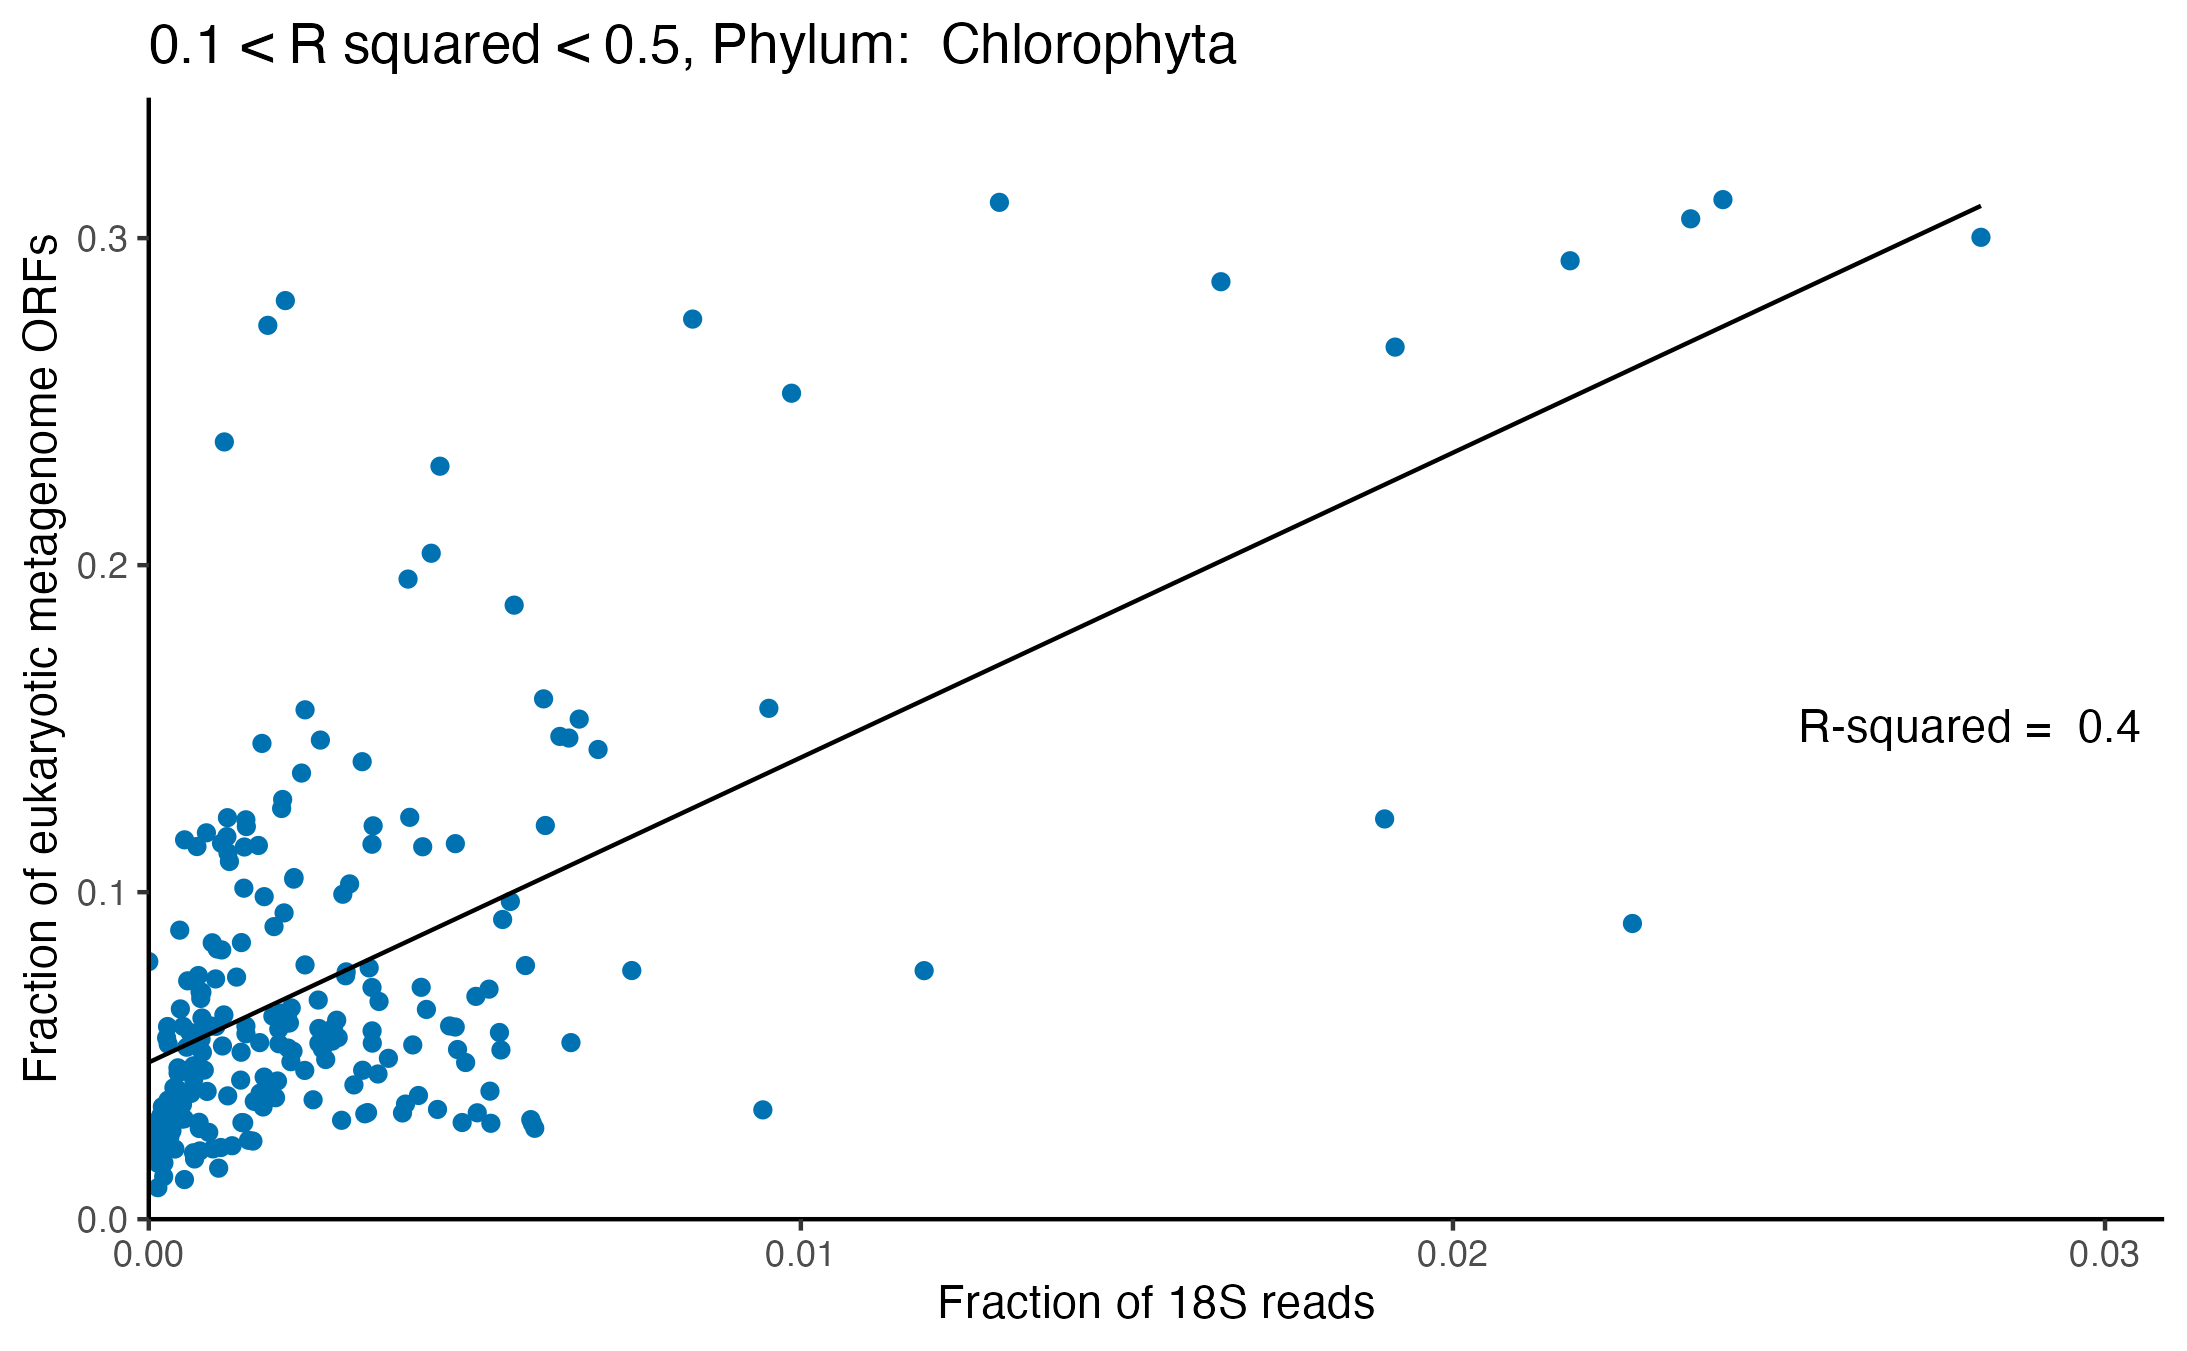 0.1 < R squared < 0.5, Phylum:  Chlorophyta
Fraction of eukaryotic metagenome ORFs
0.3
0.2
0.1
0.0
R-squared =  0.4
0.00
0.01
0.02
0.03
Fraction of 18S reads